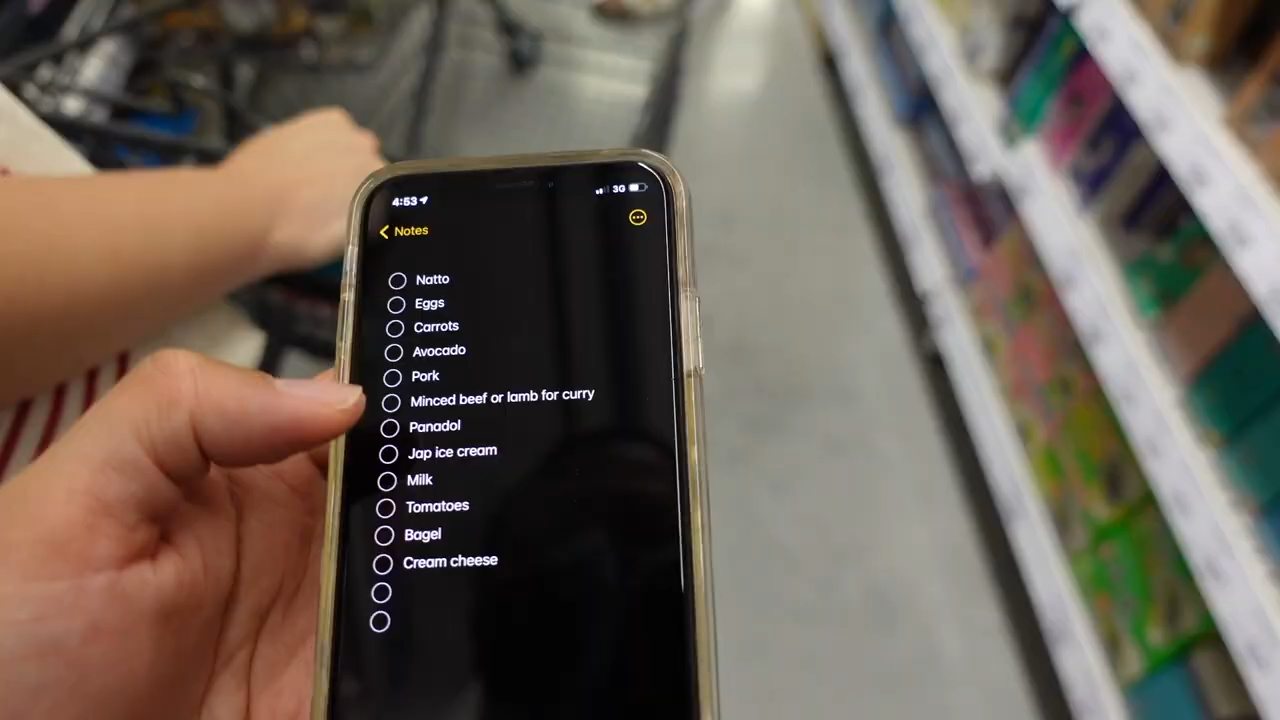 4:53
3G
Notes
Natto
Eggs
Carrots
Avocado
Pork
Minced beef or lamb for curry
Panadol
Jap ice cream
Milk
Tomatoes
Bagel
Cream cheese